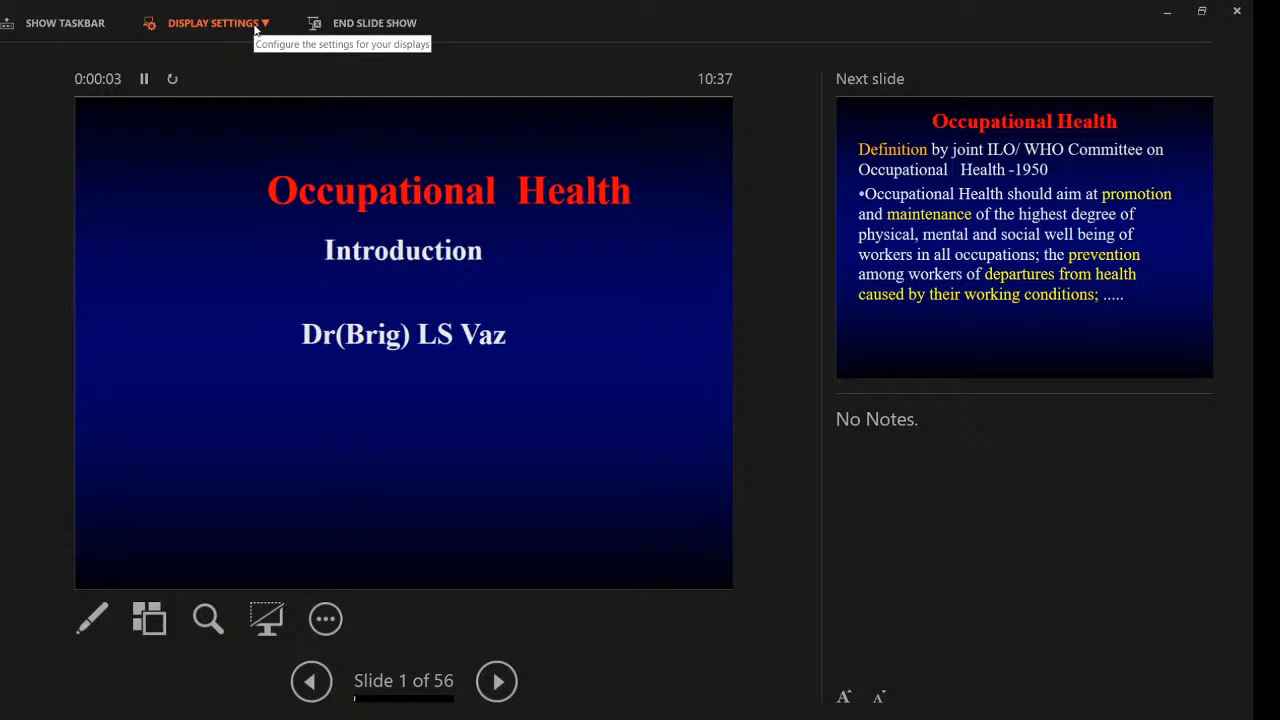 SHOW TASKBAR
DISPLAY SETTINGS ▼
END SLIDE SHOW
Configure the settings for your displays
0:00:03
10:37
Occupational Health
Introduction
Dr(Brig) LS Vaz
Slide 1 of 56
Next slide
Occupational Health
Definition by joint ILO/ WHO Committee on
Occupational Health -1950
•Occupational Health should aim at promotion
and maintenance of the highest degree of
physical, mental and social well being of
workers in all occupations; the prevention
among workers of departures from health
caused by their working conditions; .....
No Notes.
A A